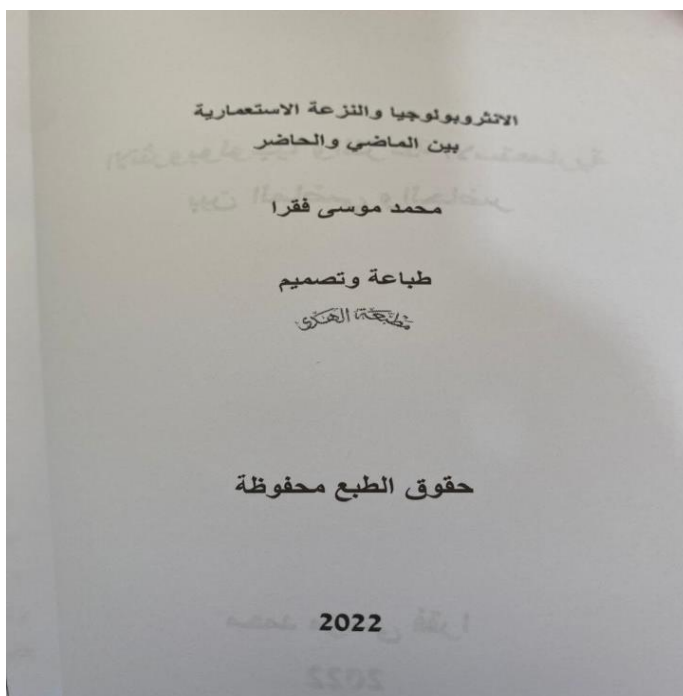 الانثروبولوجيا والنزعة الاستعمارية
بين الماضي والحاضر
محمد موسى فقرا
طباعة وتصميم
مطبعة الهدى
حقوق الطبع محفوظة
2022